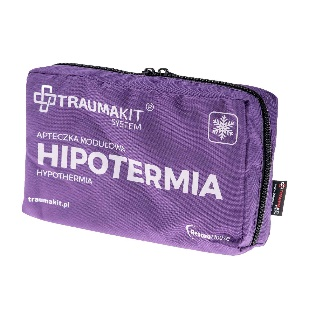 TRAUMAKIT®
SYSTEM
APTECZKA MODUŁOWA
HIPOTERMIA
HYPOTHERMIA
traumakit.pl